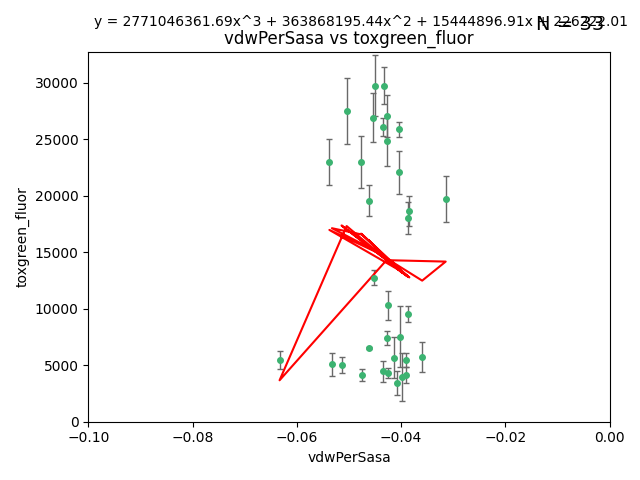 y = 2771046361.69x^3 + 363868195.44x^2 + 15444896.91x + 226322.01
N = 33
vdwPerSasa vs toxgreen_fluor
30000
25000
20000
15000
10000
5000
0
toxgreen_fluor
−0.10 −0.08 −0.06 −0.04 −0.02 0.00
vdwPerSasa